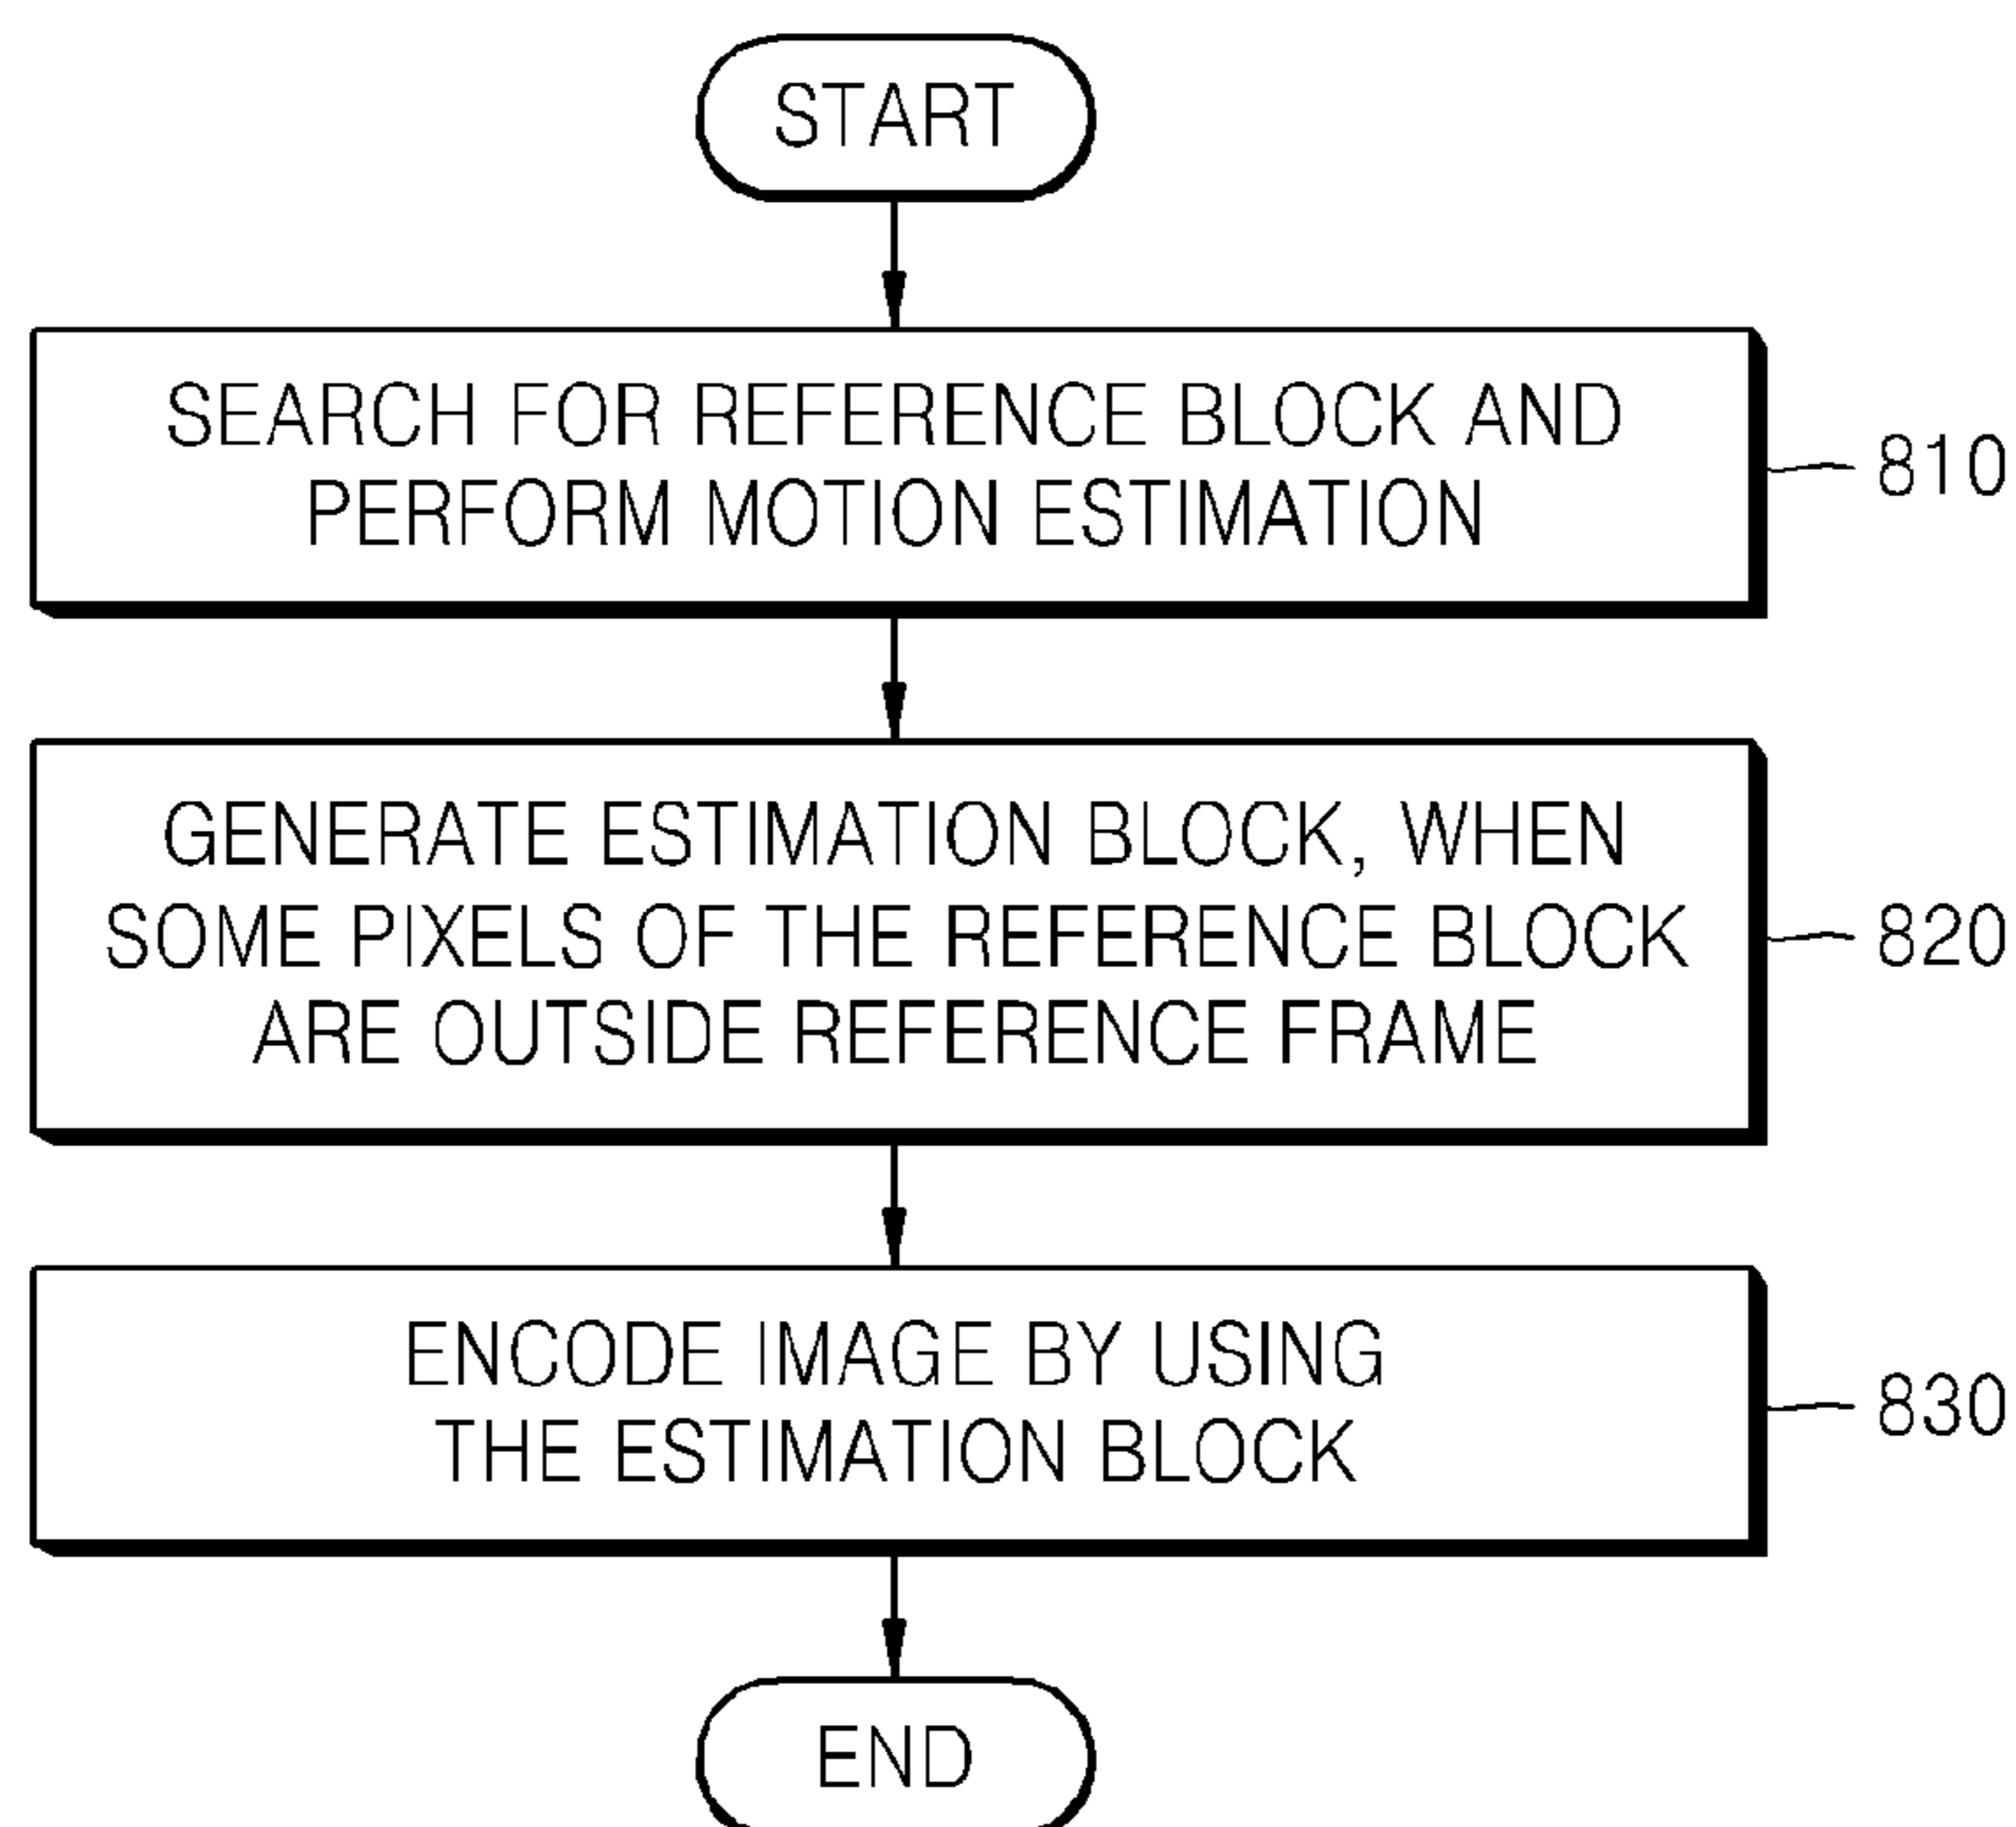 START
SEARCH FOR REFERENCE BLOCK AND
PERFORM MOTION ESTIMATION
810
GENERATE ESTIMATION BLOCK, WHEN
SOME PIXELS OF THE REFERENCE BLOCK
ARE OUTSIDE REFERENCE FRAME
820
ENCODE IMAGE BY USING
THE ESTIMATION BLOCK
830
END